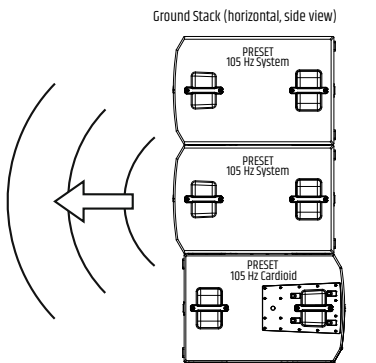 Ground Stack (horizontal, side view)
PRESET
105 Hz System
PRESET
105 Hz System
PRESET
105 Hz Cardioid